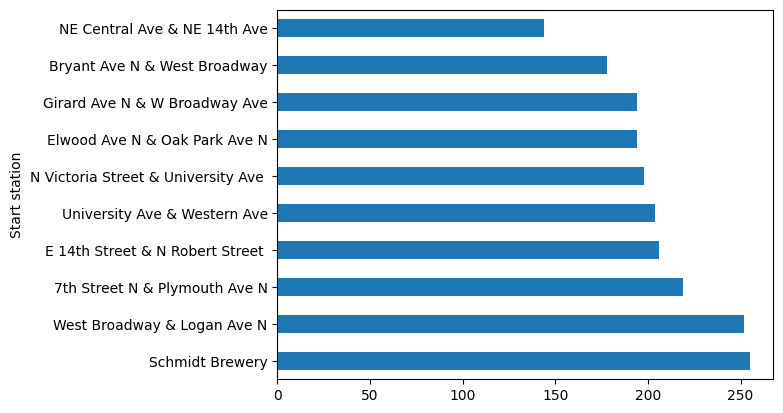 NE Central Ave & NE 14th Ave
Bryant Ave N & West Broadway
Girard Ave N & W Broadway Ave
Elwood Ave N & Oak Park Ave N
N Victoria Street & University Ave
University Ave & Western Ave
E 14th Street & N Robert Street
7th Street N & Plymouth Ave N
West Broadway & Logan Ave N
Schmidt Brewery
Start station
0 50 100 150 200 250